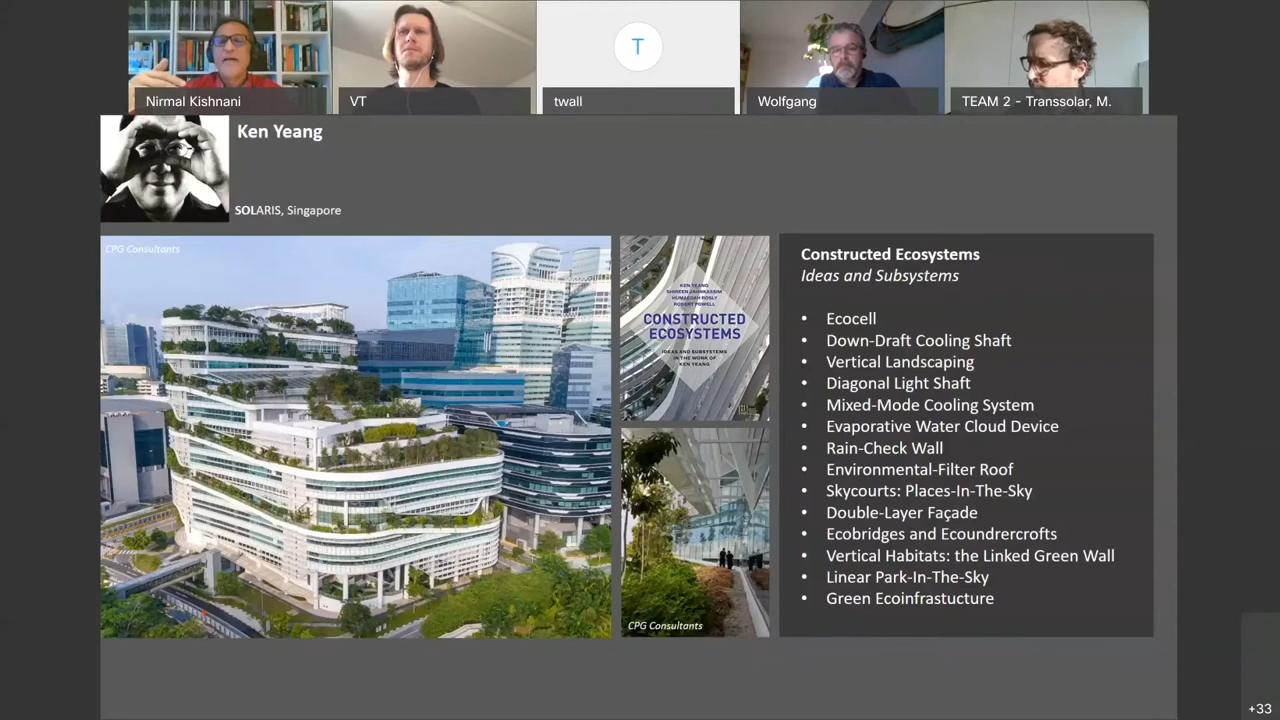 Nirmal Kishnani
VT
T
twall
Wolfgang
TEAM 2 - Transsolar, M.
Ken Yeang
SOLARIS, Singapore
CPG Consultants
KEN YEANG
SHIREEN JAHNKASSIM
HUMAEDAH ROSLY
ROBERT POWELL
CONSTRUCTED
ECOSYSTEMS
IDEAS AND SUBSYSTEMS
IN THE WORK OF
KEN YEANG
CPG Consultants
Constructed Ecosystems
Ideas and Subsystems
• Ecocell
• Down-Draft Cooling Shaft
• Vertical Landscaping
• Diagonal Light Shaft
• Mixed-Mode Cooling System
• Evaporative Water Cloud Device
• Rain-Check Wall
• Environmental-Filter Roof
• Skycourts: Places-In-The-Sky
• Double-Layer Façade
• Ecobridges and Ecoundrercrofts
• Vertical Habitats: the Linked Green Wall
• Linear Park-In-The-Sky
• Green Ecoinfrastucture
+33